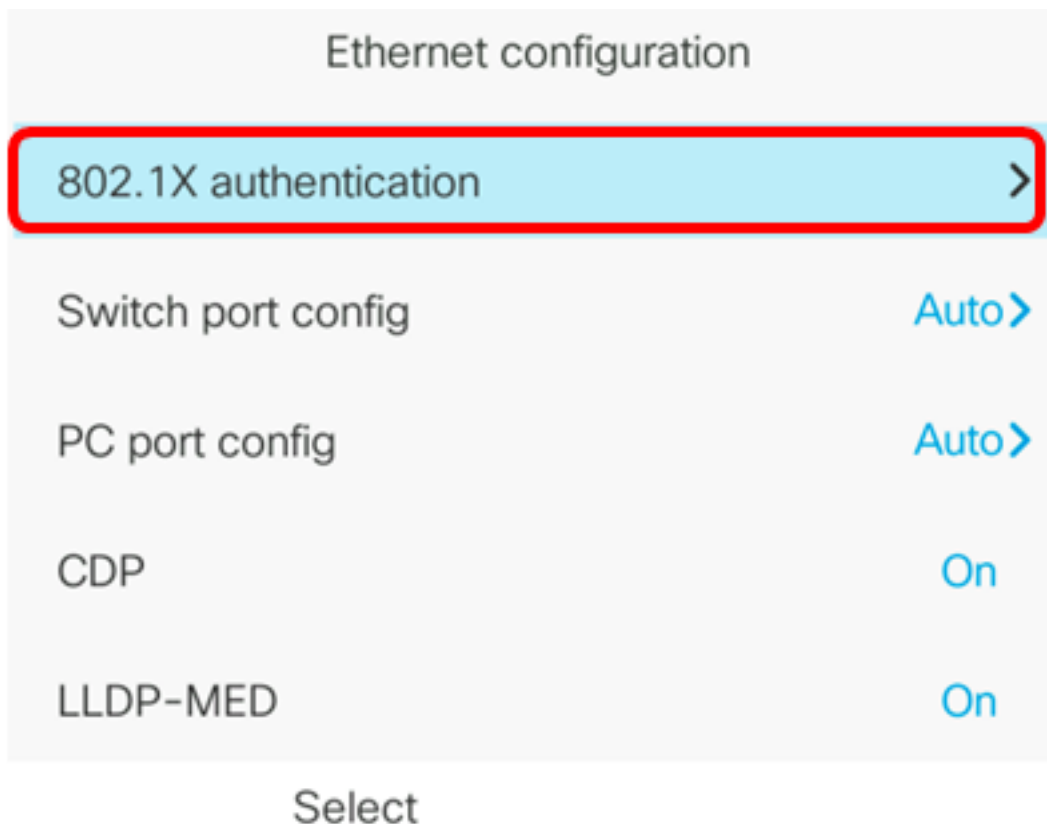 Ethernet configuration
802.1X authentication
Switch port config Auto
PC port config Auto
CDP On
LLDP-MED On
Select